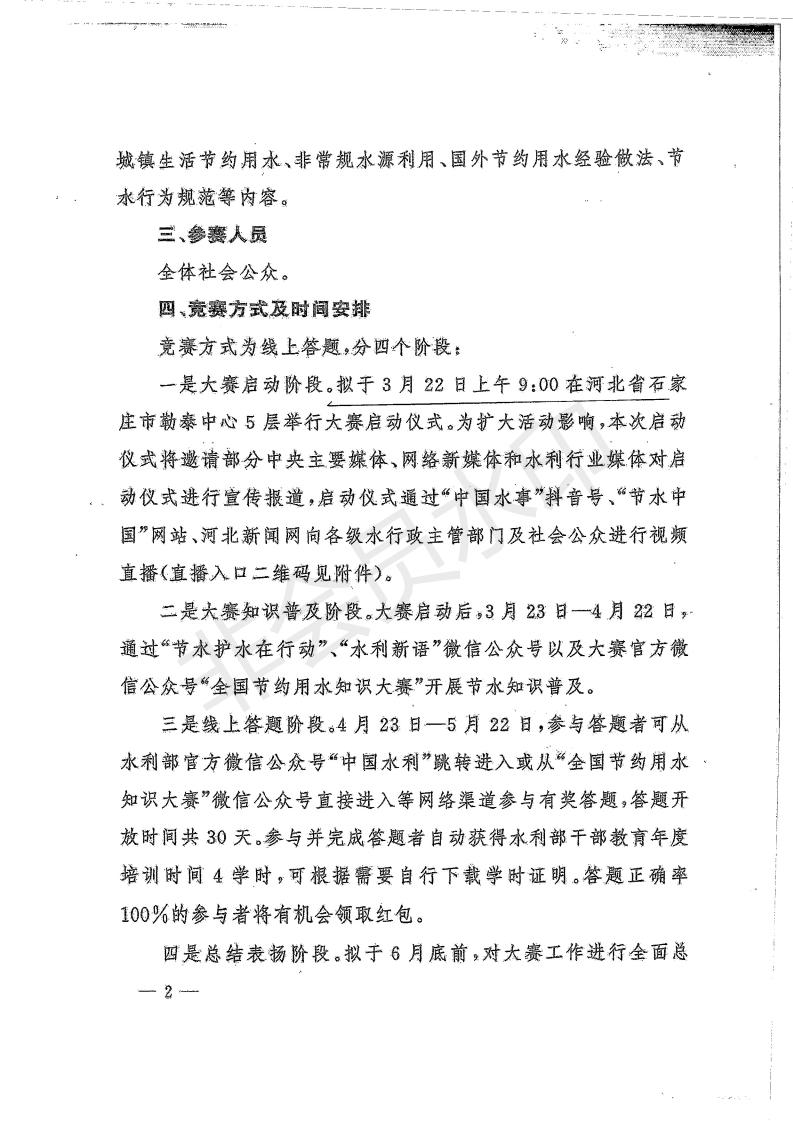 城镇生活节约用水、非常规水源利用、国外节约用水经验做法、节
水行为规范等内容。
三、参赛人员
全体社会公众。
四、竞赛方式及时间安排
竞赛方式为线上答题,分四个阶段:
一是大赛启动阶段。拟于 3 月 22 日上午 9:00 在河北省石家
庄市勒泰中心 5 层举行大赛启动仪式。为扩大活动影响,本次启动
仪式将邀请部分中央主要媒体、网络新媒体和水利行业媒体对启
动仪式进行宣传报道,启动仪式通过“中国水事”抖音号、“节水中
国”网站、河北新闻网向各级水行政主管部门及社会公众进行视频
直播(直播入口二维码见附件)。
二是大赛知识普及阶段。大赛启动后,3 月 23 日—4 月 22 日,
通过“节水护水在行动”、“水利新语”微信公众号以及大赛官方微
信公众号“全国节约用水知识大赛”开展节水知识普及。
三是线上答题阶段。4 月 23 日—5 月 22 日,参与答题者可从
水利部官方微信公众号“中国水利”跳转进入或从“全国节约用水
知识大赛”微信公众号直接进入等网络渠道参与有奖答题,答题开
放时间共 30 天。参与并完成答题者自动获得水利部干部教育年度
培训时间 4 学时,可根据需要自行下载学时证明。答题正确率
100%的参与者将有机会领取红包。
四是总结表扬阶段。拟于 6 月底前,对大赛工作进行全面总
— 2 —
非会员水印